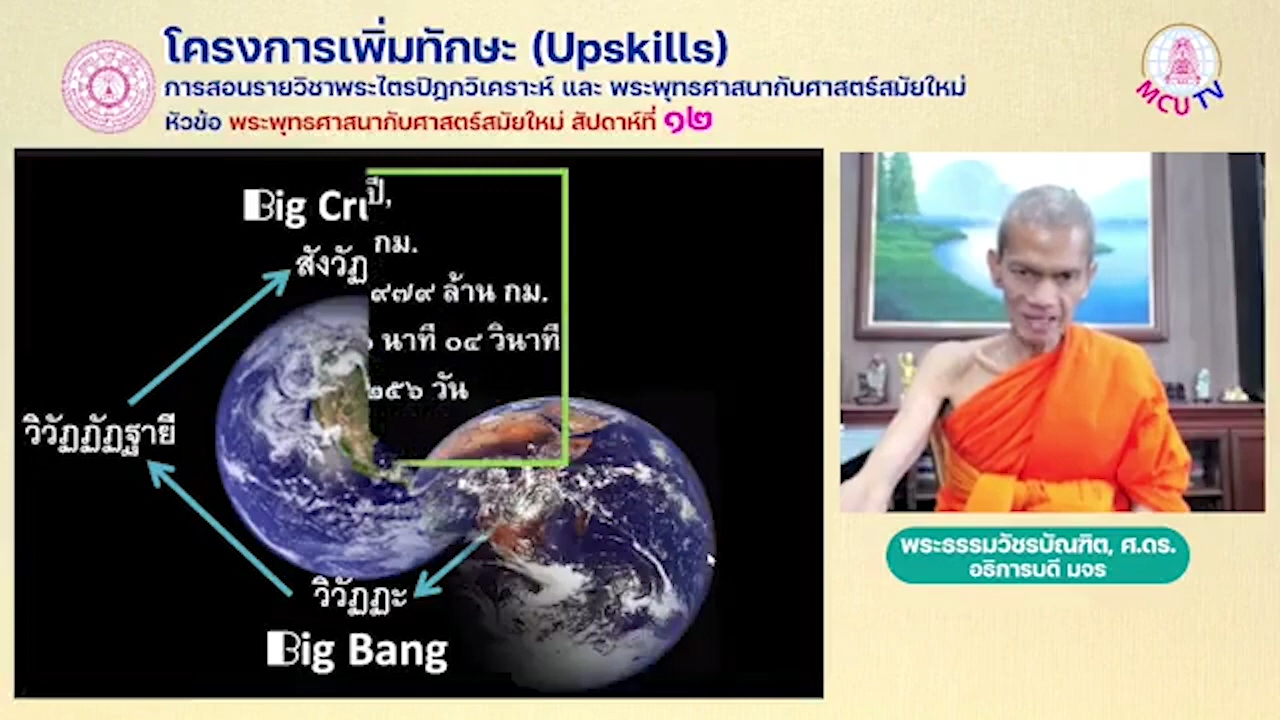 โครงการเพิ่มทักษะ (Upskills)
การสอนรายวิชาพระไตรปิฎกวิเคราะห์ และ พระพุทธศาสนากับศาสตร์สมัยใหม่
หัวข้อ พระพุทธศาสนากับศาสตร์สมัยใหม่ สัปดาห์ที่ ๑๒
MCU TV
Big Cru
ปี,
กม.
สังวัฏ
๙๗๙ ล้าน กม.
นาที ๐๔ วินาที
๒๕๖ วัน
วิวัฏฏัฏฐายี
วิวัฏฏะ
Big Bang
พระธรรมวัชรบัณฑิต, ศ.ดร.
อธิการบดี มจร